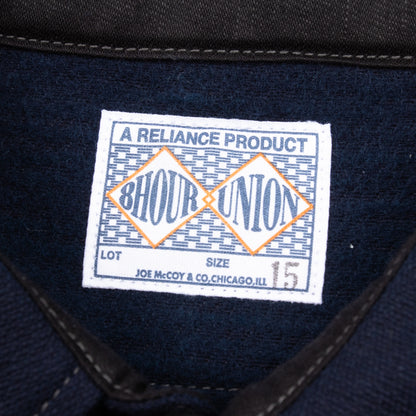 A RELIANCE PRODUCT
8HOUR UNION
LOT SIZE 15
JOE McCOY & CO,CHICAGO,ILL